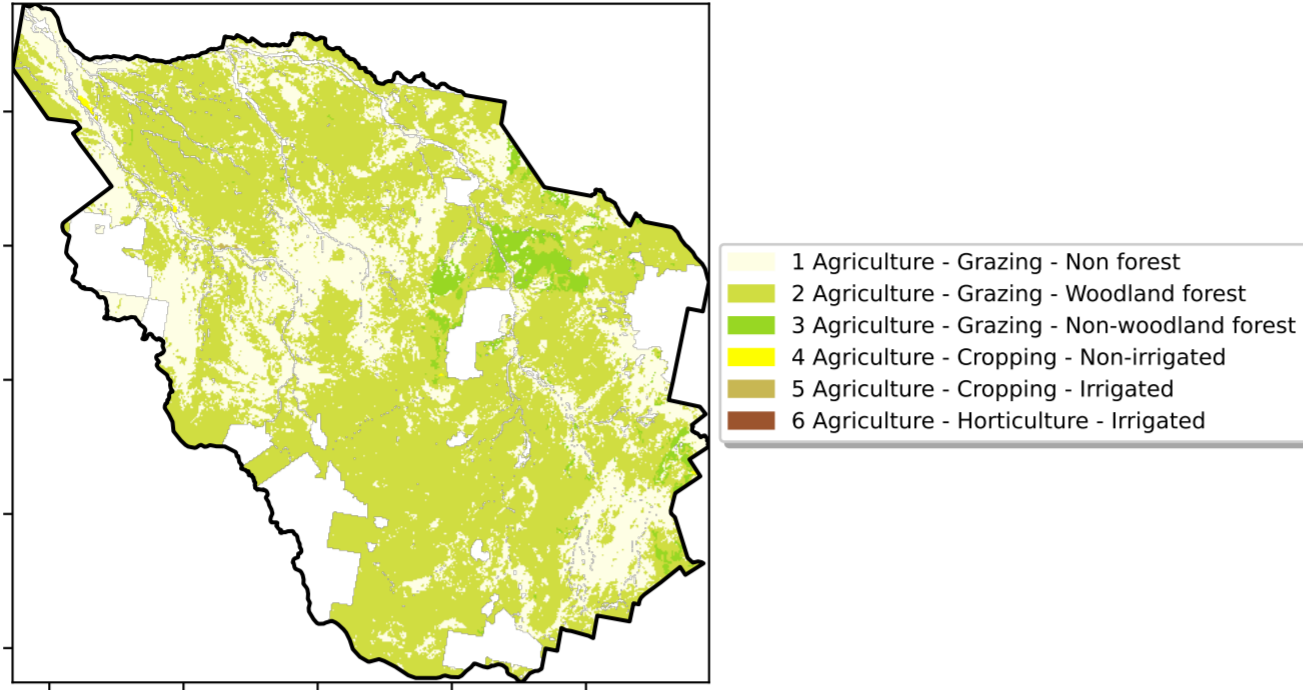 1 Agriculture - Grazing - Non forest
2 Agriculture - Grazing - Woodland forest
3 Agriculture - Grazing - Non-woodland forest
4 Agriculture - Cropping - Non-irrigated
5 Agriculture - Cropping - Irrigated
6 Agriculture - Horticulture - Irrigated